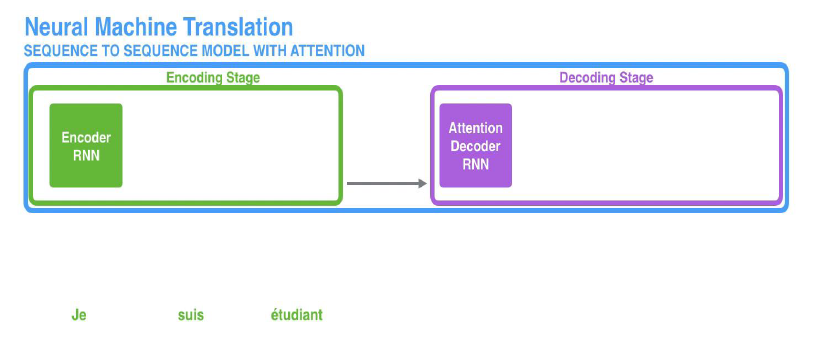 Neural Machine Translation
SEQUENCE TO SEQUENCE MODEL WITH ATTENTION
Encoding Stage
Decoding Stage
Encoder
RNN
Attention
Decoder
RNN
Je suis étudiant